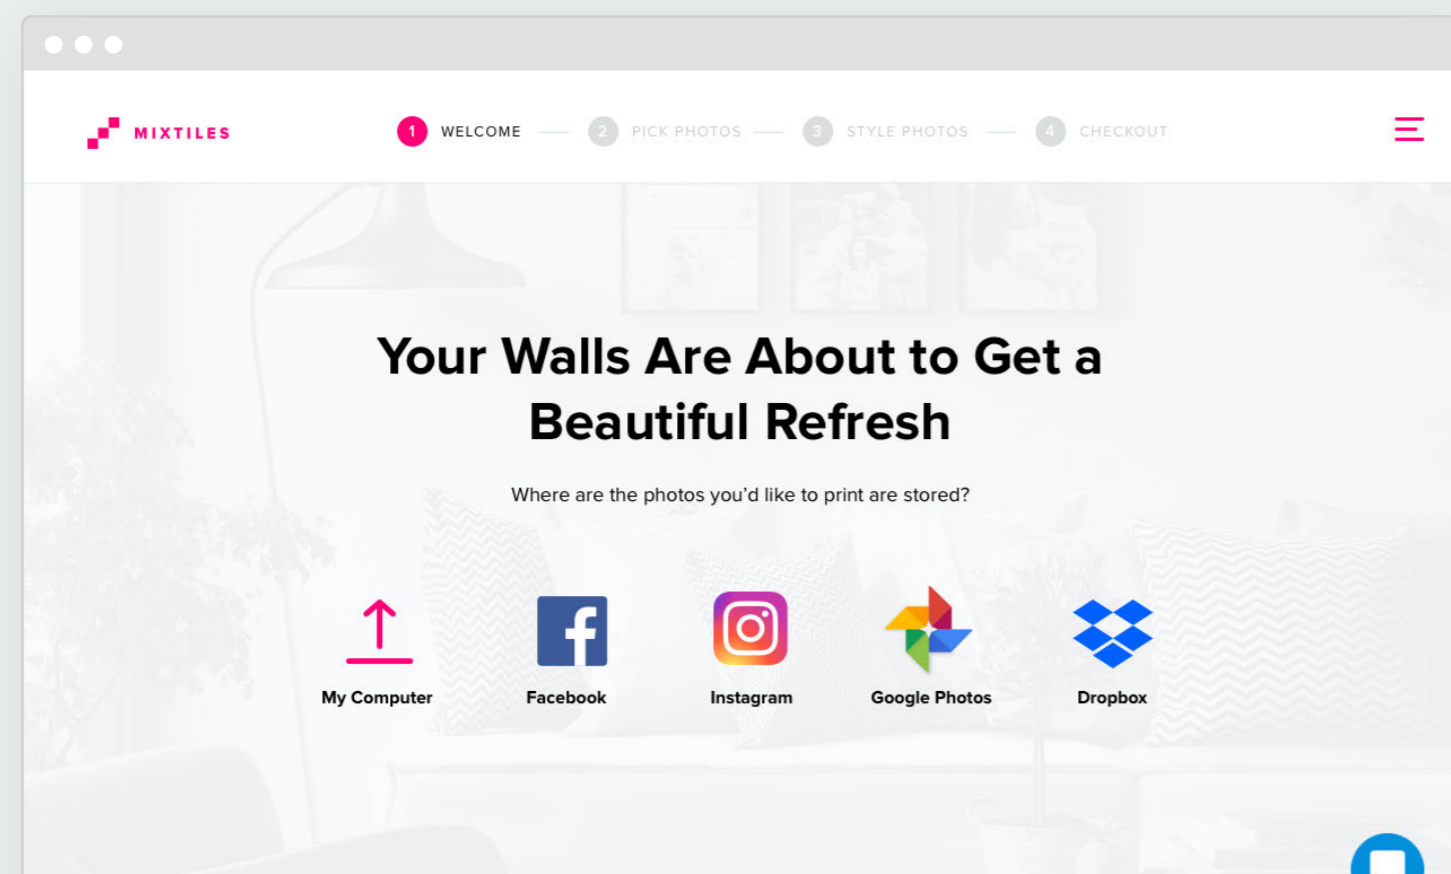 MIXTILES
1 WELCOME
2 PICK PHOTOS
3 STYLE PHOTOS
4 CHECKOUT
Your Walls Are About to Get a
Beautiful Refresh
Where are the photos you'd like to print are stored?
My Computer
Facebook
Instagram
Google Photos
Dropbox